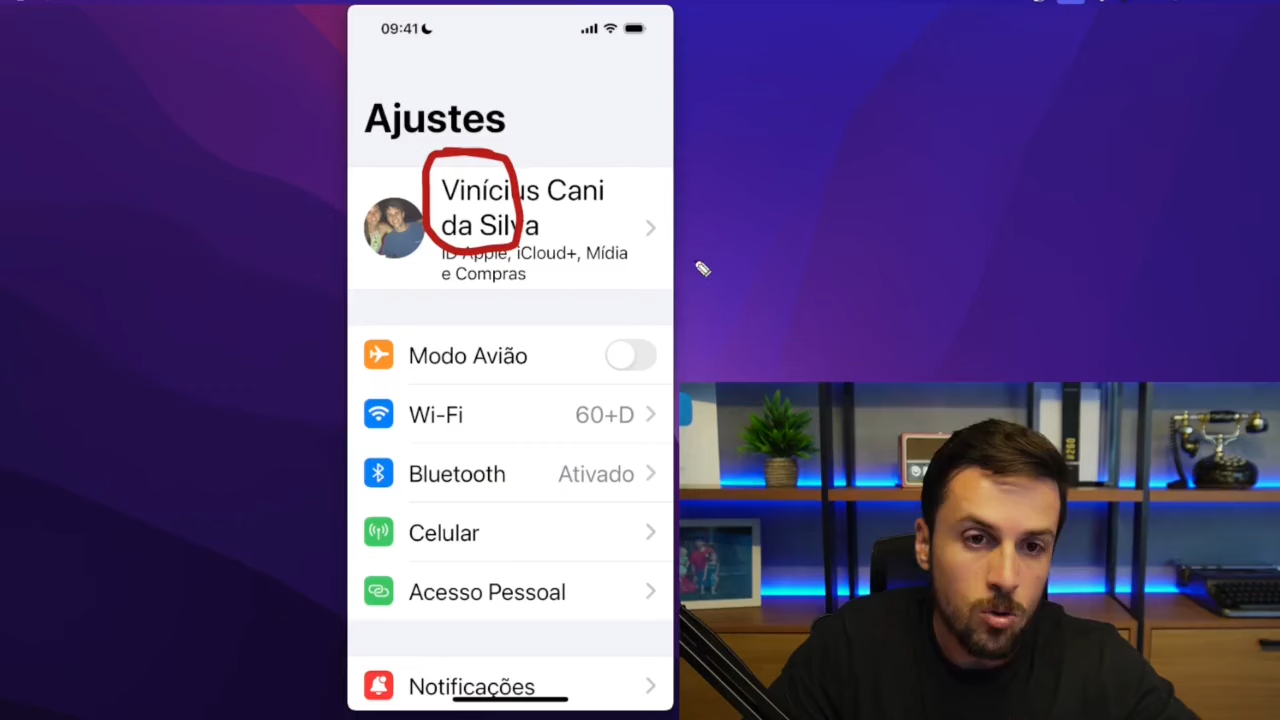 09:41
Ajustes
Vinícius Cani
da Silva
ID Apple, iCloud+, Mídia
e Compras
Modo Avião
Wi-Fi 60+D
Bluetooth Ativado
Celular
Acesso Pessoal
Notificações
#260